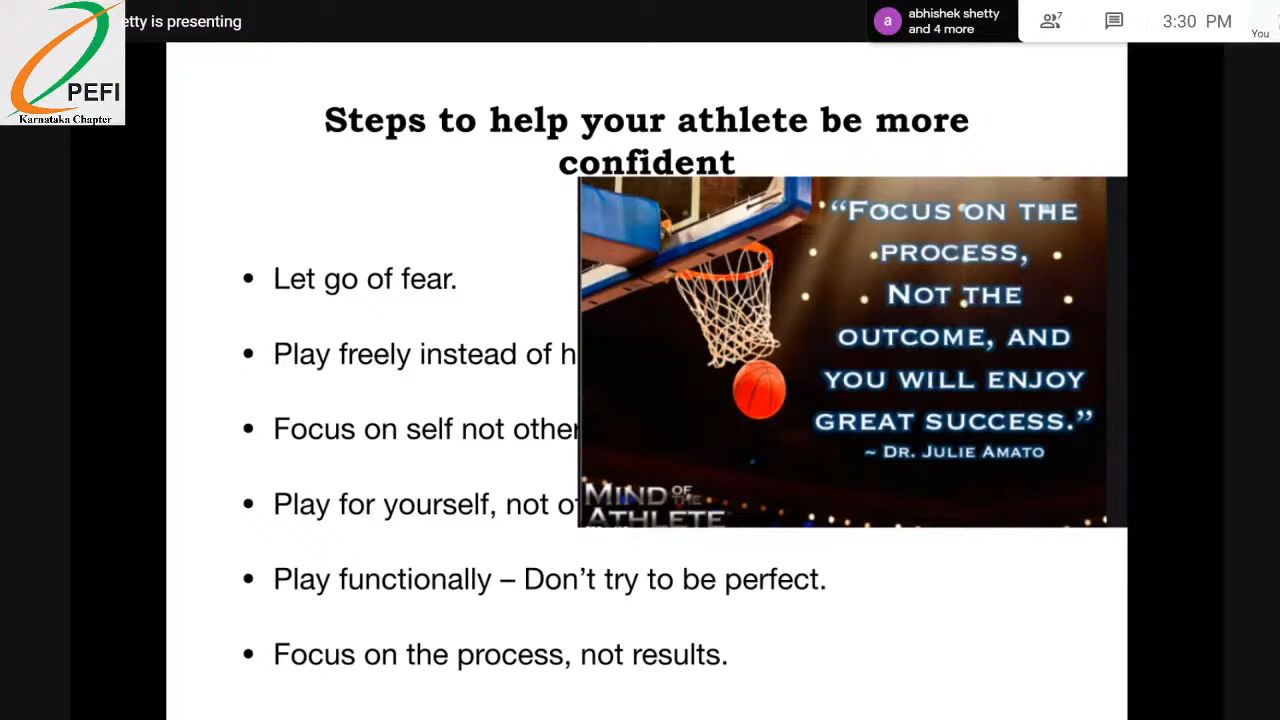 etty is presenting
abhishek shetty
and 4 more
a
7
3:30 PM
You
PEFI
Karnataka Chapter
Steps to help your athlete be more
confident
• Let go of fear.
• Play freely instead of
• Focus on self not other
• Play for yourself, not
• Play functionally – Don’t try to be perfect.
• Focus on the process, not results.
“FOCUS ON THE
PROCESS,
NOT THE
OUTCOME, AND
YOU WILL ENJOY
GREAT SUCCESS.”
~ DR. JULIE AMATO
MIND OF THE
ATHLETE